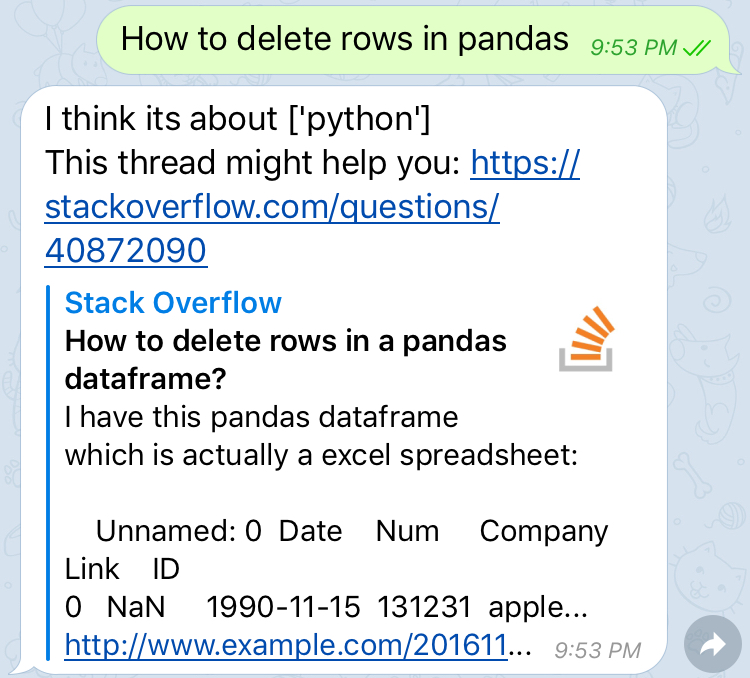 How to delete rows in pandas 9:53 PM
I think its about ['python']
This thread might help you: https://
stackoverflow.com/questions/
40872090
Stack Overflow
How to delete rows in a pandas
dataframe?
I have this pandas dataframe
which is actually a excel spreadsheet:
Unnamed: 0 Date Num Company
Link ID
0 NaN 1990-11-15 131231 apple...
http://www.example.com/201611... 9:53 PM